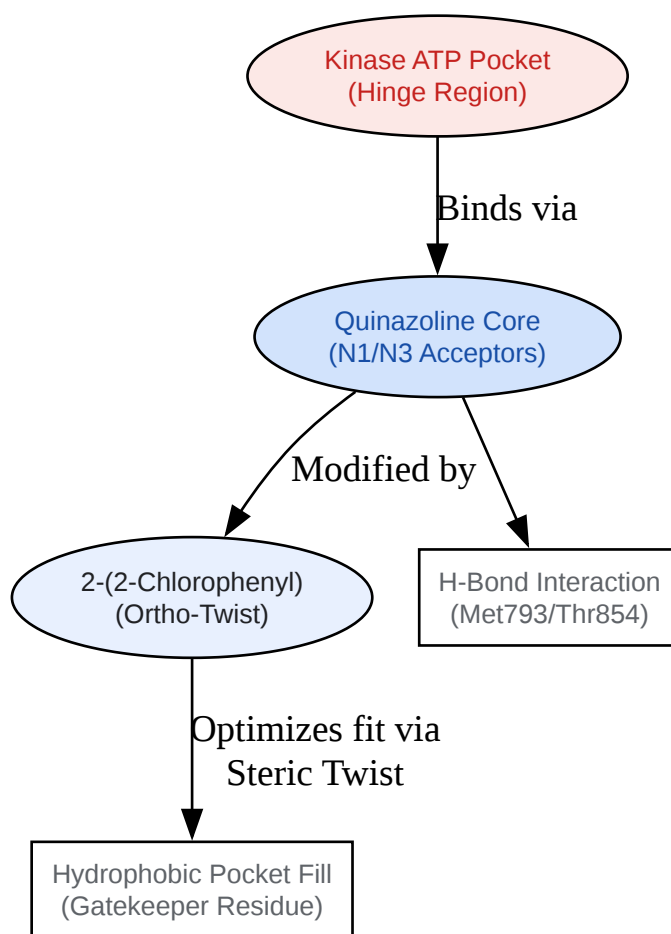 Kinase ATP Pocket
(Hinge Region)
Binds via
Quinazoline Core
(N1/N3 Acceptors)
Modified by
2-(2-Chlorophenyl)
(Ortho-Twist)
H-Bond Interaction
(Met793/Thr854)
Optimizes fit via
Steric Twist
Hydrophobic Pocket Fill
(Gatekeeper Residue)